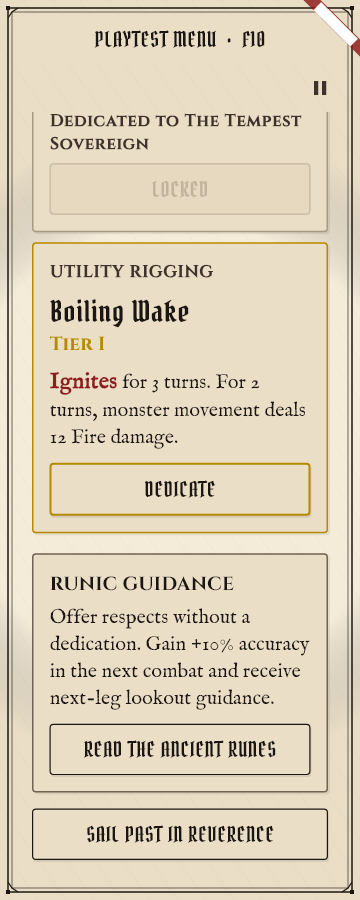 PLAYTEST MENU · F10
DEDICATED TO THE TEMPEST
SOVEREIGN
LOCKED
UTILITY RIGGING
Boiling Wake
TIER I
Ignites for 3 turns. For 2
turns, monster movement deals
12 Fire damage.
DEDICATE
RUNIC GUIDANCE
Offer respects without a
dedication. Gain +10% accuracy
in the next combat and receive
next-leg lookout guidance.
READ THE ANCIENT RUNES
SAIL PAST IN REVERENCE